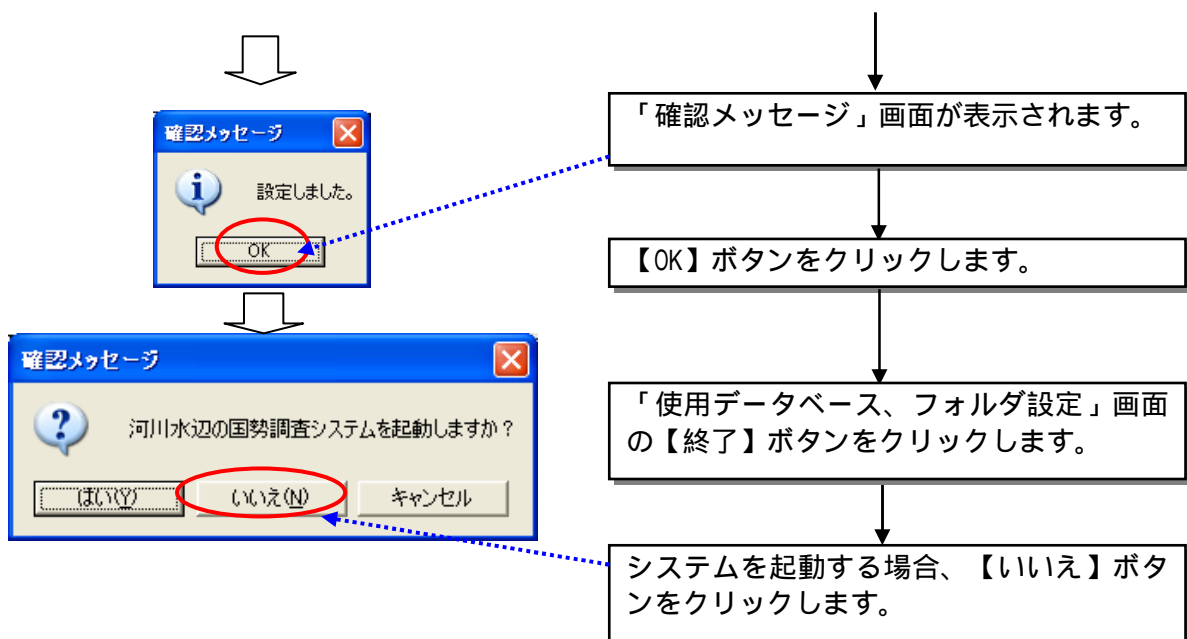 確認メッセージ
設定しました。
OK
確認メッセージ
河川水辺の国勢調査システムを起動しますか?
はい(Y)
いいえ(N)
キャンセル
「確認メッセージ」画面が表示されます。
【OK】ボタンをクリックします。
「使用データベース、フォルダ設定」画面
の【終了】ボタンをクリックします。
システムを起動する場合、【いいえ】ボタ
ンをクリックします。